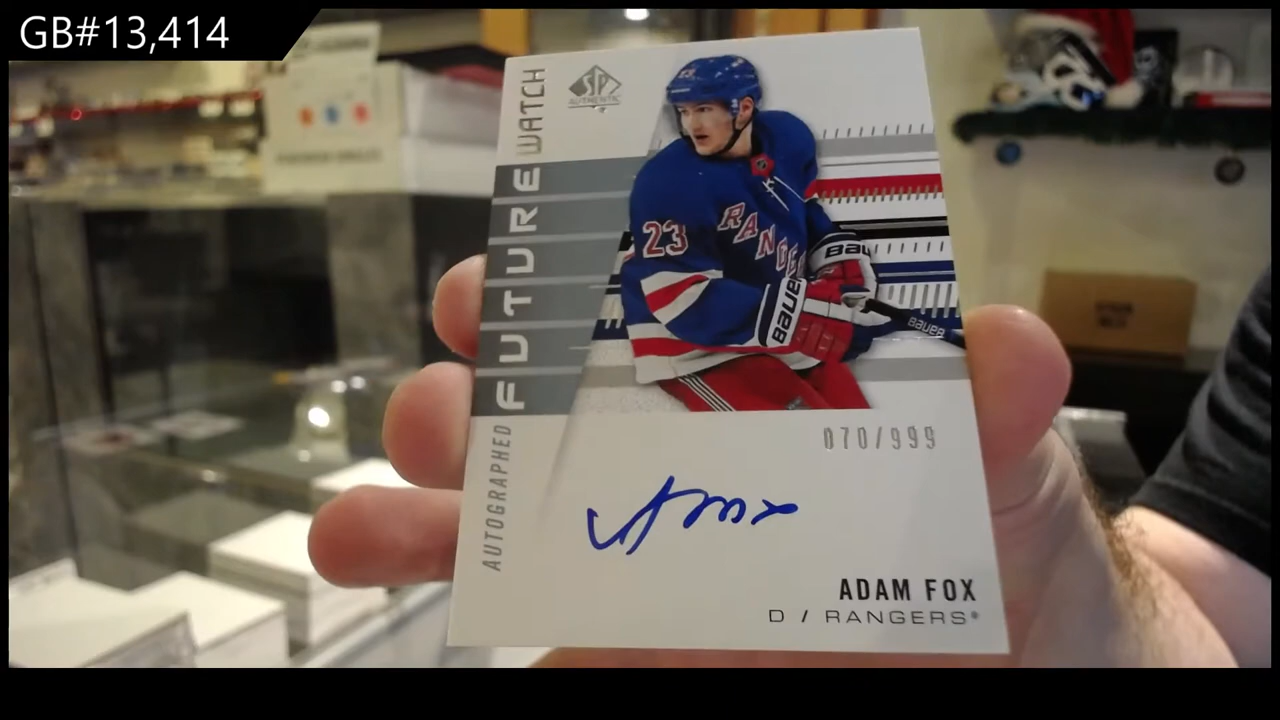 GB#13,414
AUTOGRAPHED FUTURE WATCH
SP
AUTHENTIC
23
RANGERS
BAUER
BAUER
BAUER
070/999
ADAM FOX
D / RANGERS